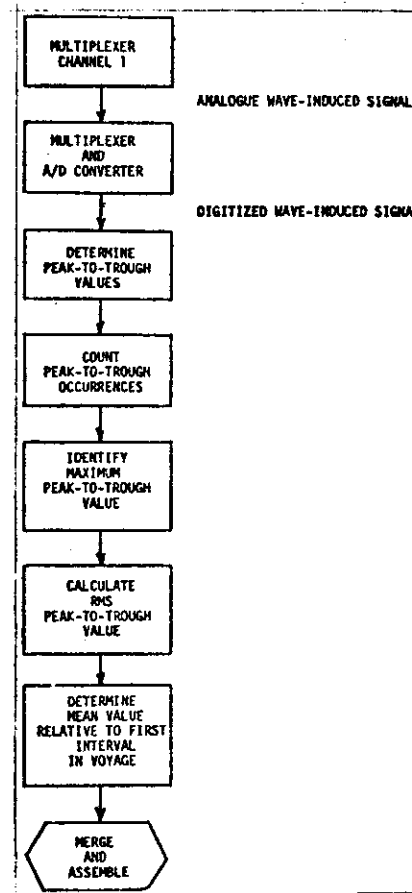 MULTIPLEXER
CHANNEL 1
ANALOGUE WAVE-INDUCED SIGNAL
MULTIPLEXER
AND
A/D CONVERTER
DIGITIZED WAVE-INDUCED SIGNA
DETERMINE
PEAK-TO-TROUGH
VALUES
COUNT
PEAK-TO-TROUGH
OCCURRENCES
IDENTIFY
MAXIMUM
PEAK-TO-TROUGH
VALUE
CALCULATE
RMS
PEAK-TO-TROUGH
VALUE
DETERMINE
MEAN VALUE
RELATIVE TO FIRST
INTERVAL
IN VOYAGE
MERGE
AND
ASSEMBLE